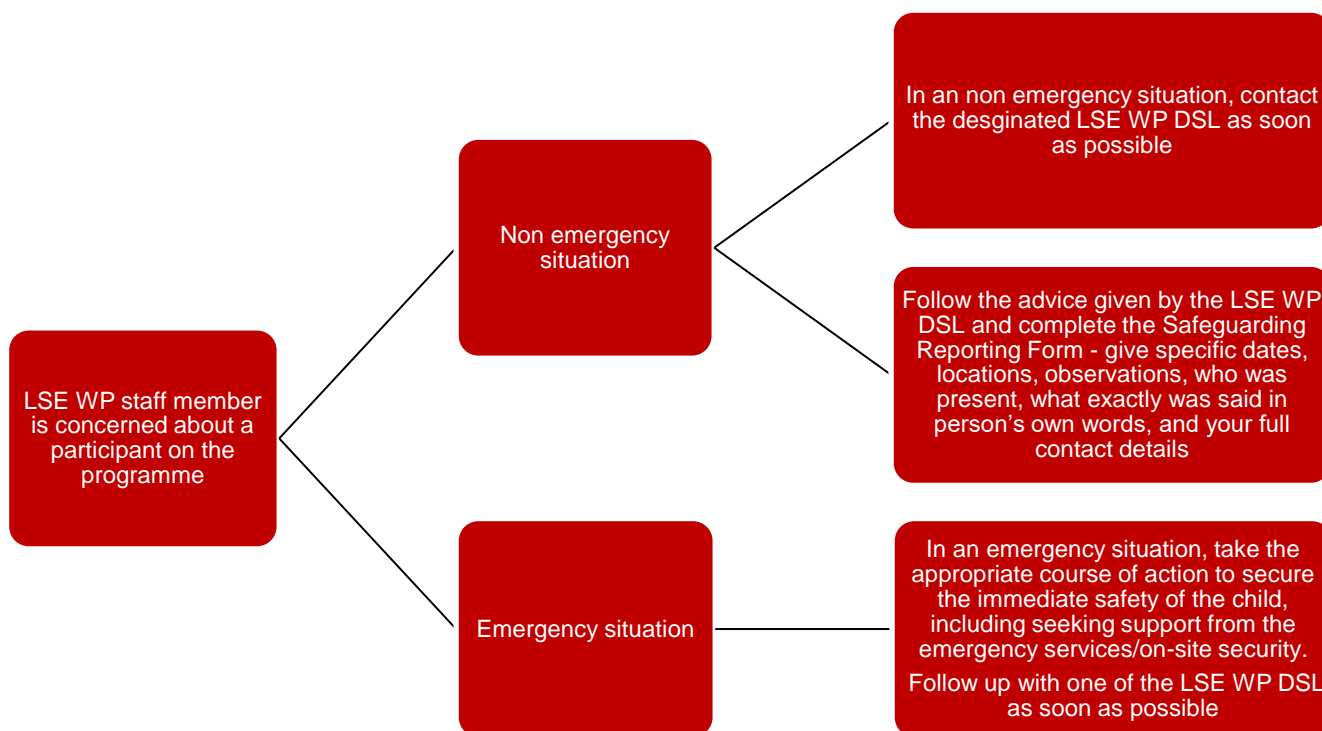 LSE WP staff member
is concerned about a
participant on the
programme
Non emergency
situation
In an non emergency situation, contact
the desginated LSE WP DSL as soon
as possible
Follow the advice given by the LSE WP
DSL and complete the Safeguarding
Reporting Form - give specific dates,
locations, observations, who was
present, what exactly was said in
person’s own words, and your full
contact details
Emergency situation
In an emergency situation, take the
appropriate course of action to secure
the immediate safety of the child,
including seeking support from the
emergency services/on-site security.
Follow up with one of the LSE WP DSL
as soon as possible